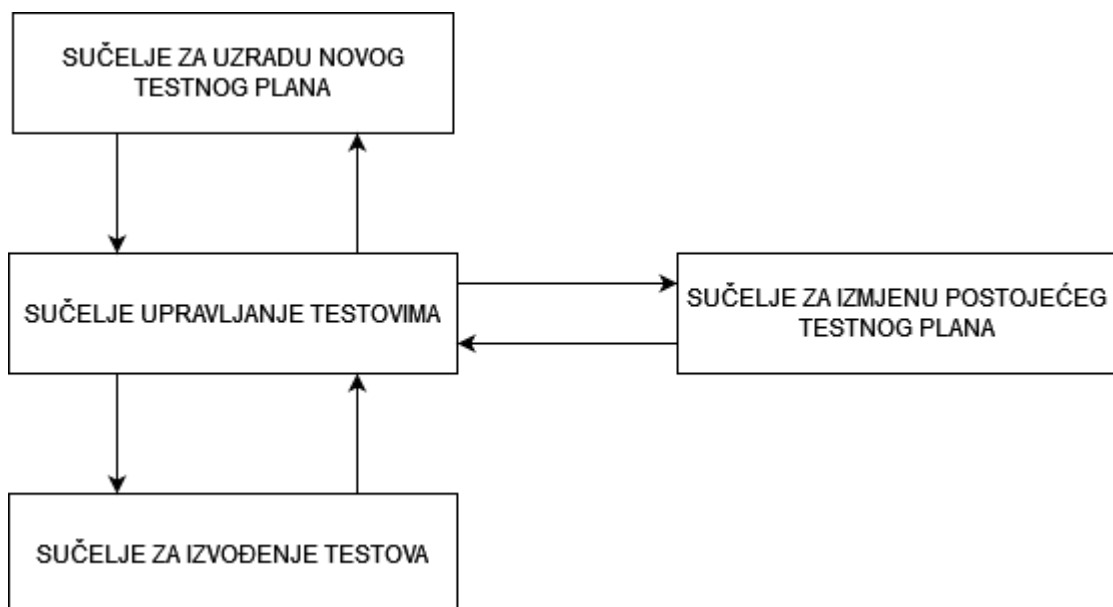 SUČELJE ZA UZRADU NOVOG
TESTNOG PLANA
SUČELJE UPRAVLJANJE TESTOVIMA
SUČELJE ZA IZMJENU POSTOJEĆEG
TESTNOG PLANA
SUČELJE ZA IZVOĐENJE TESTOVA